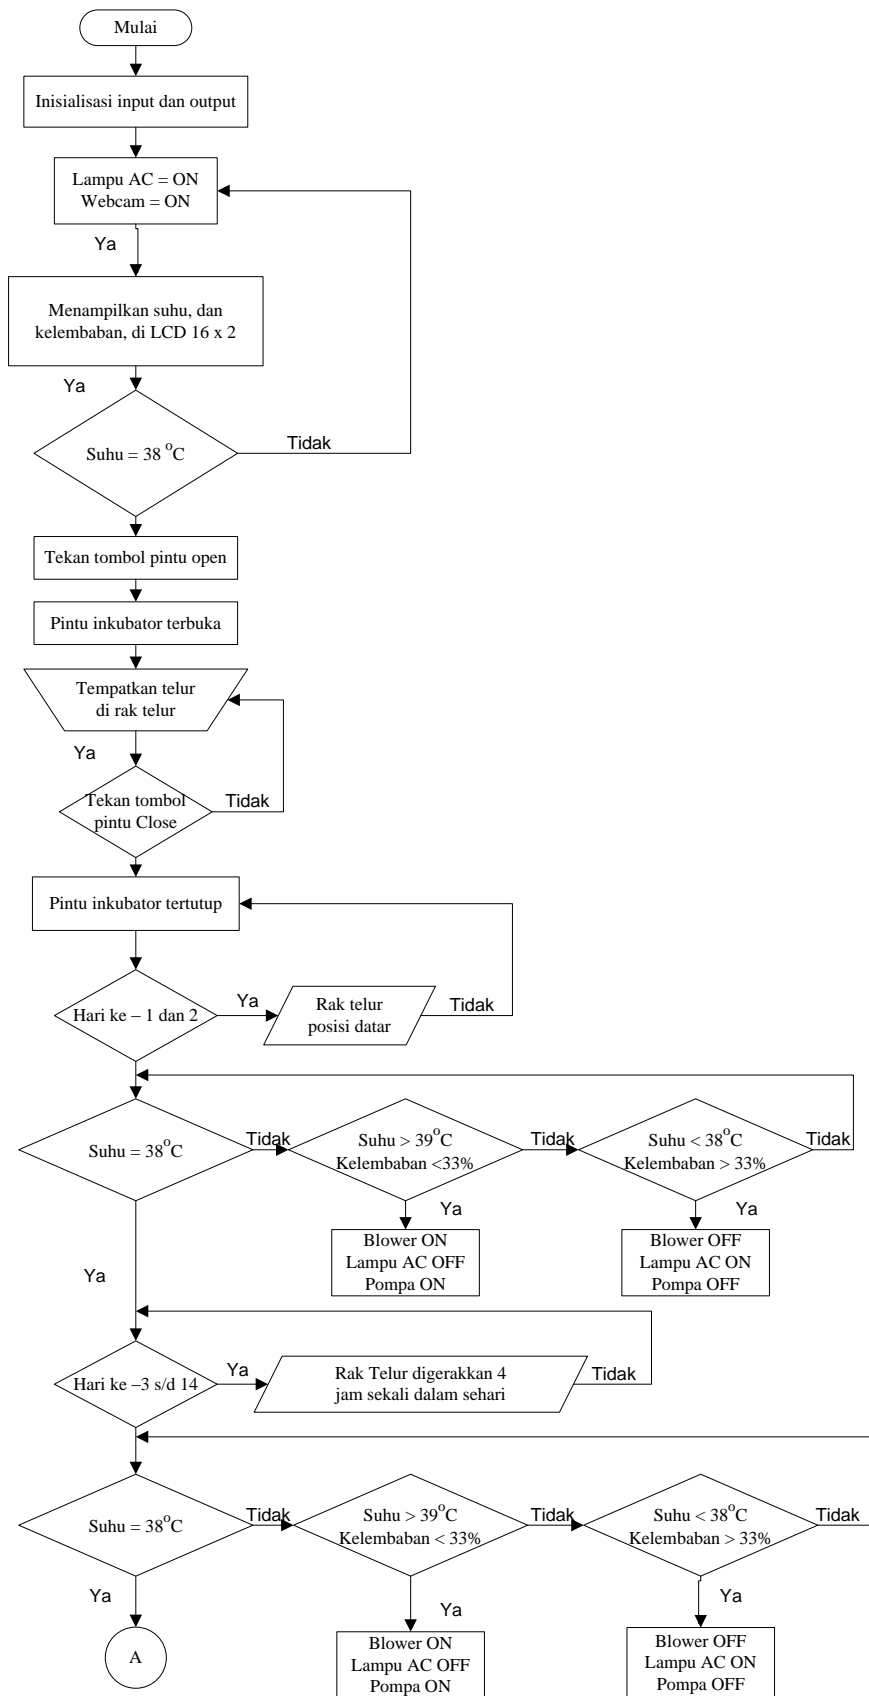 Mulai
Inisialisasi input dan output
Lampu AC = ON
Webcam = ON
Ya
Menampilkan suhu, dan
kelembaban, di LCD 16 x 2
Ya
Suhu = 38 °C
Tidak
Tekan tombol pintu open
Pintu inkubator terbuka
Tempatkan telur
di rak telur
Ya
Tekan tombol
pintu Close
Tidak
Pintu inkubator tertutup
Hari ke – 1 dan 2
Ya
Rak telur
posisi datar
Tidak
Suhu = 38°C
Tidak
Suhu > 39°C
Kelembaban <33%
Tidak
Suhu < 38°C
Kelembaban > 33%
Tidak
Ya
Blower ON
Lampu AC OFF
Pompa ON
Ya
Blower OFF
Lampu AC ON
Pompa OFF
Ya
Hari ke –3 s/d 14
Ya
Rak Telur digerakkan 4
jam sekali dalam sehari
Tidak
Suhu = 38°C
Tidak
Suhu > 39°C
Kelembaban < 33%
Tidak
Suhu < 38°C
Kelembaban > 33%
Tidak
Ya
A
Ya
Blower ON
Lampu AC OFF
Pompa ON
Ya
Blower OFF
Lampu AC ON
Pompa OFF